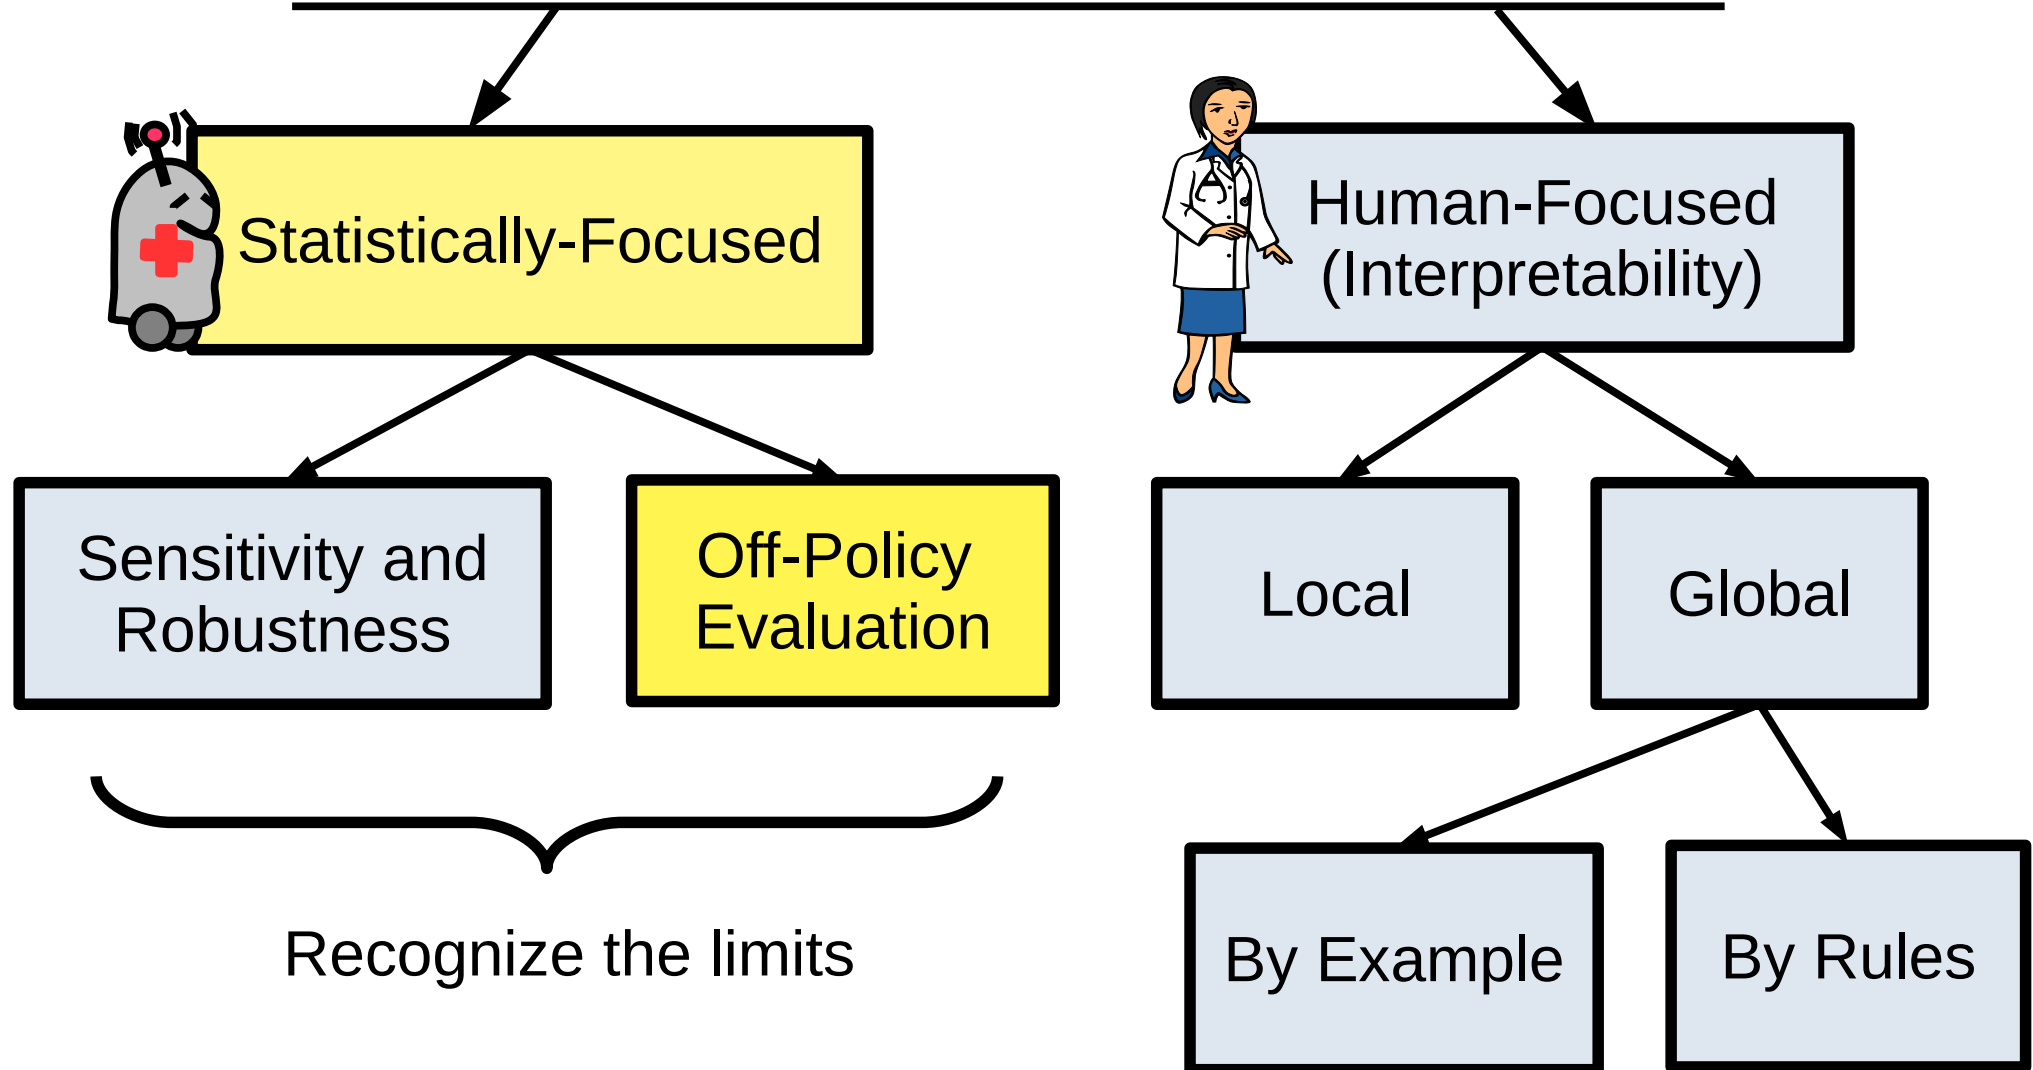 Statistically-Focused
Human-Focused
(Interpretability)
Sensitivity and
Robustness
Off-Policy
Evaluation
Local
Global
Recognize the limits
By Example
By Rules